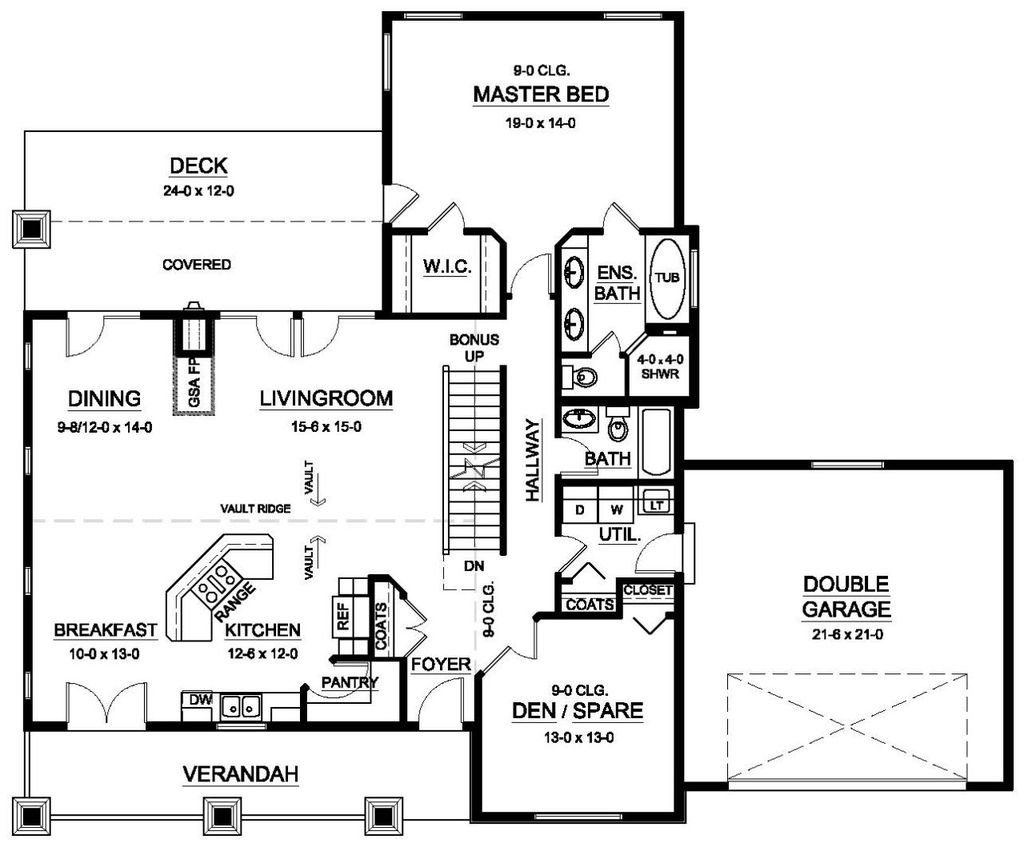 9-0 CLG.
MASTER BED
19-0 x 14-0
DECK
24-0 x 12-0
COVERED
W.I.C.
ENS.
BATH
TUB
4-0 x 4-0
SHWR
BONUS
UP
GSA FP
DINING
9-8/12-0 x 14-0
LIVINGROOM
15-6 x 15-0
HALLWAY
BATH
VAULT
VAULT RIDGE
VAULT
D
W
LT
UTIL.
DN
9-0 CLG.
COATS
CLOSET
DOUBLE
GARAGE
21-6 x 21-0
RANGE
REF
COATS
BREAKFAST
10-0 x 13-0
KITCHEN
12-6 x 12-0
FOYER
PANTRY
DW
9-0 CLG.
DEN / SPARE
13-0 x 13-0
VERANDAH